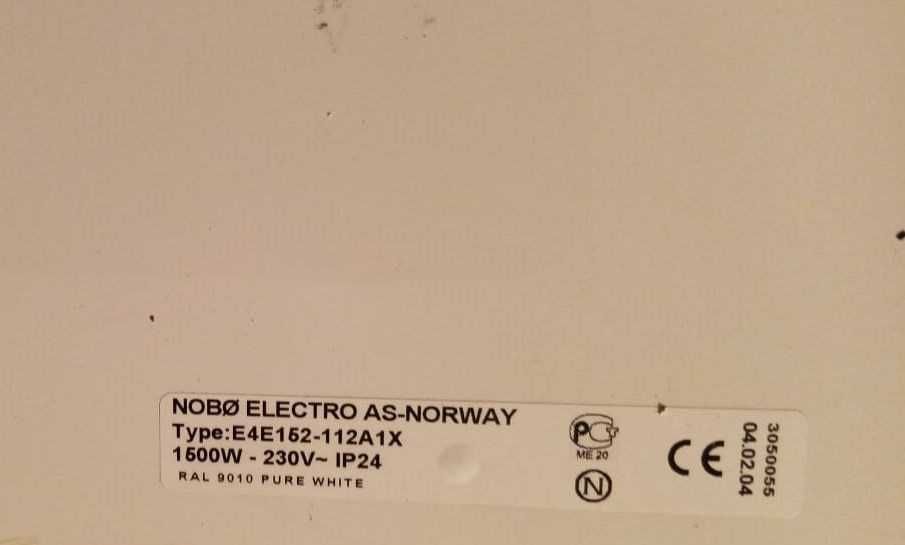 NOBØ ELECTRO AS-NORWAY
Type:E4E152-112A1X
1500W - 230V~ IP24
RAL 9010 PURE WHITE
PC
ME 20
N
CE
3050055
04.02.04